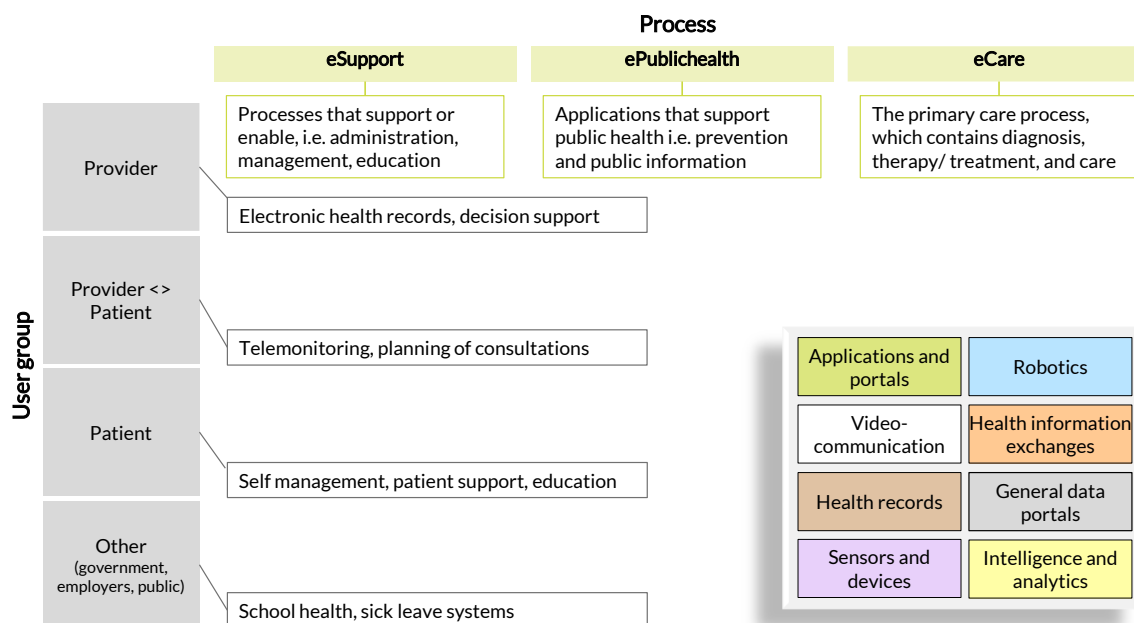 Process
eSupport
ePublichealth
eCare
Processes that support or
enable, i.e. administration,
management, education
Applications that support
public health i.e. prevention
and public information
The primary care process,
which contains diagnosis,
therapy/ treatment, and care
User group
Provider
Electronic health records, decision support
Provider <>
Patient
Telemonitoring, planning of consultations
Patient
Self management, patient support, education
Other
(government,
employers, public)
School health, sick leave systems
Applications and
portals
Robotics
Video-
communication
Health information
exchanges
Health records
General data
portals
Sensors and
devices
Intelligence and
analytics